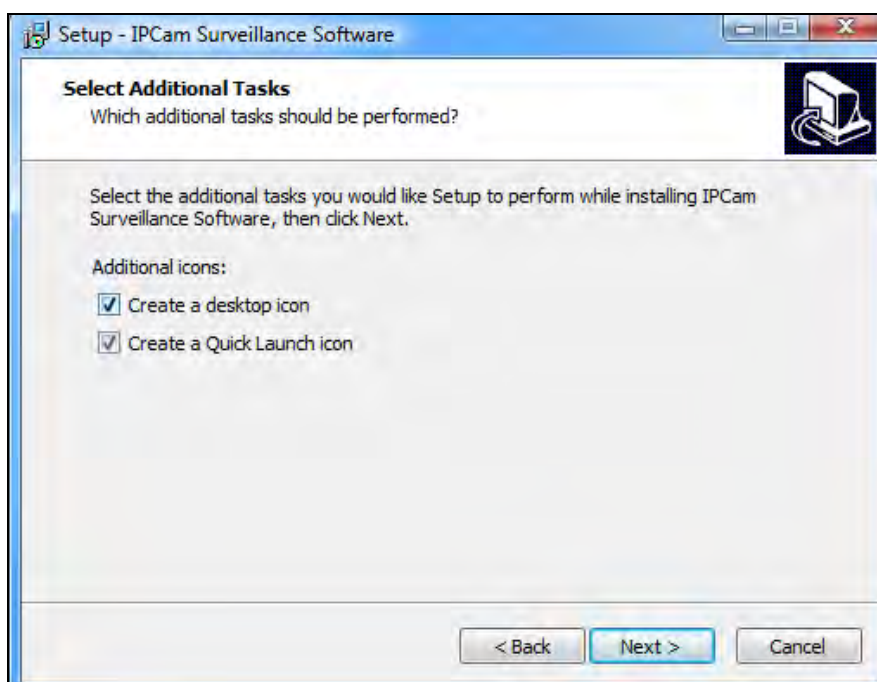 Setup - IPCam Surveillance Software
Select Additional Tasks
Which additional tasks should be performed?
Select the additional tasks you would like Setup to perform while installing IPCam
Surveillance Software, then click Next.
Additional icons:
Create a desktop icon
Create a Quick Launch icon
< Back Next > Cancel